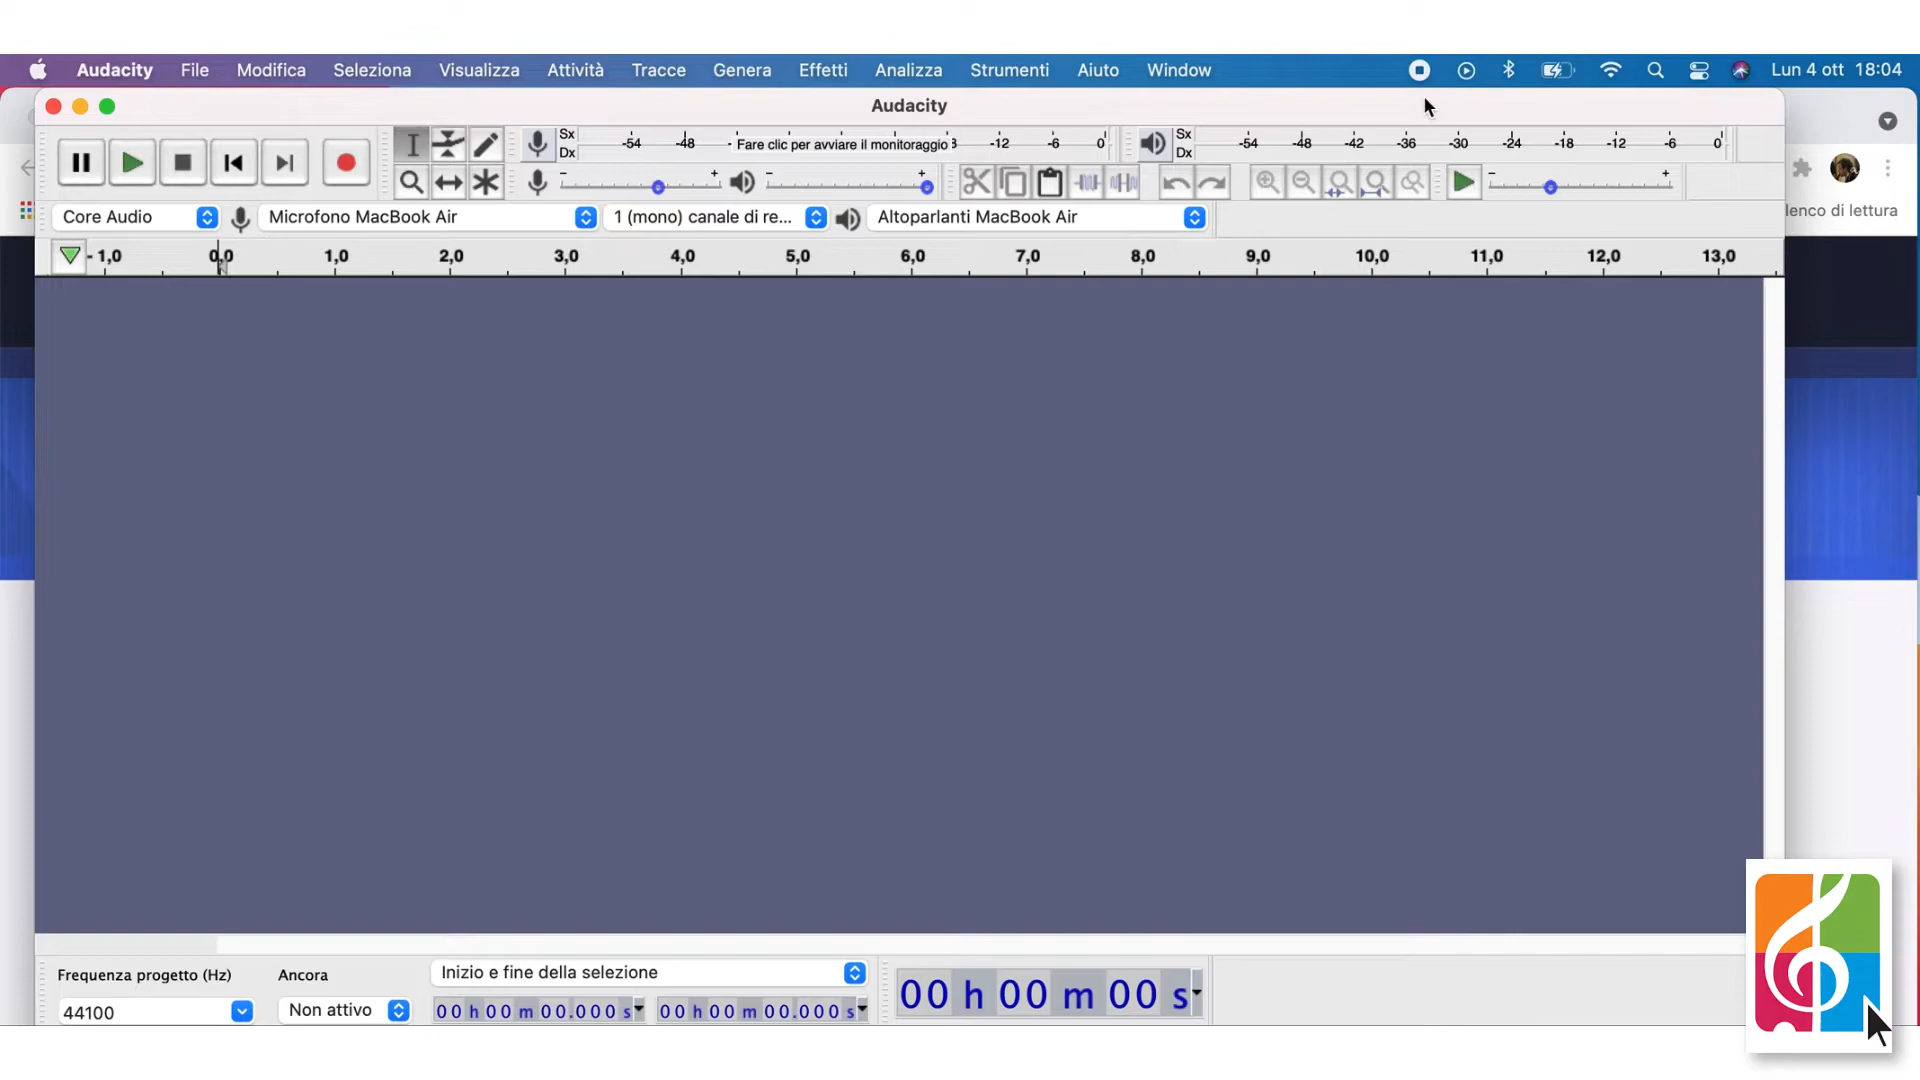 Audacity File Modifica Seleziona Visualizza Attività Tracce Genera Effetti Analizza Strumenti Aiuto Window Lun 4 ott 18:04
Audacity
Sx -54 -48 - Fare clic per avviare il monitoraggio -12 -6 0 Sx -54 -48 -42 -36 -30 -24 -18 -12 -6 0
Dx Dx
- + - + - +
Core Audio Microfono MacBook Air 1 (mono) canale di re... Altoparlanti MacBook Air
lenco di lettura
- 1,0 0,0 1,0 2,0 3,0 4,0 5,0 6,0 7,0 8,0 9,0 10,0 11,0 12,0 13,0
Frequenza progetto (Hz) Ancora Inizio e fine della selezione
44100 Non attivo 00 h 00 m 00.000 s 00 h 00 m 00.000 s 00 h 00 m 00 s